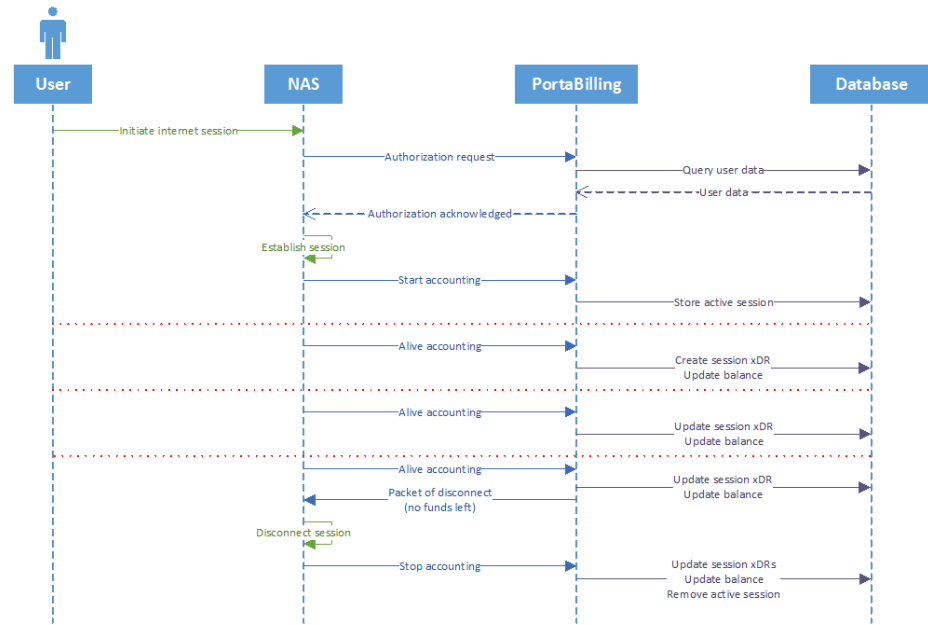 User
NAS
PortaBilling
Database
Initiate internet session
Authorization request
Query user data
User data
Authorization acknowledged
Establish session
Start accounting
Store active session
Alive accounting
Create session xDR
Update balance
Alive accounting
Update session xDR
Update balance
Alive accounting
Update session xDR
Update balance
Packet of disconnect
(no funds left)
Disconnect session
Stop accounting
Update session xDRs
Update balance
Remove active session